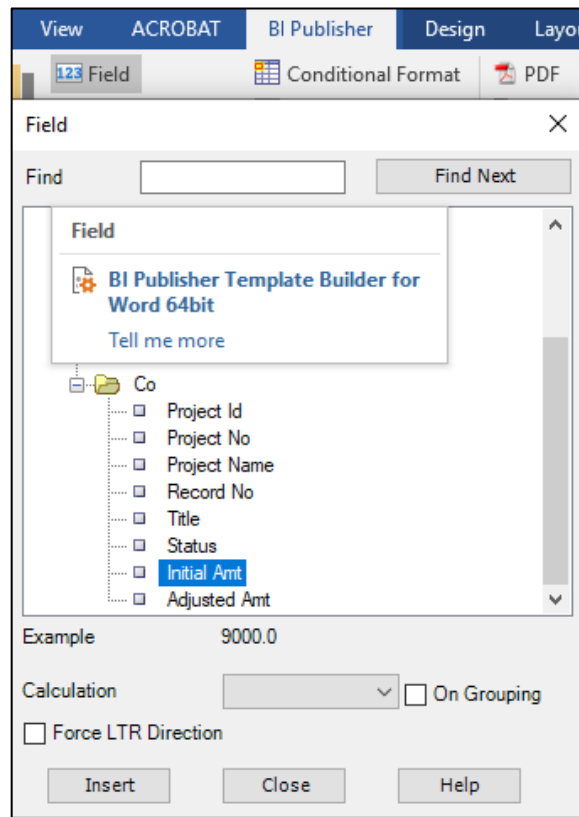 View ACROBAT BI Publisher Design Layou
123 Field Conditional Format PDF
Field
Find Find Next
Field
BI Publisher Template Builder for
Word 64bit
Tell me more
Co
Project Id
Project No
Project Name
Record No
Title
Status
Initial Amt
Adjusted Amt
Example 9000.0
Calculation On Grouping
Force LTR Direction
Insert Close Help